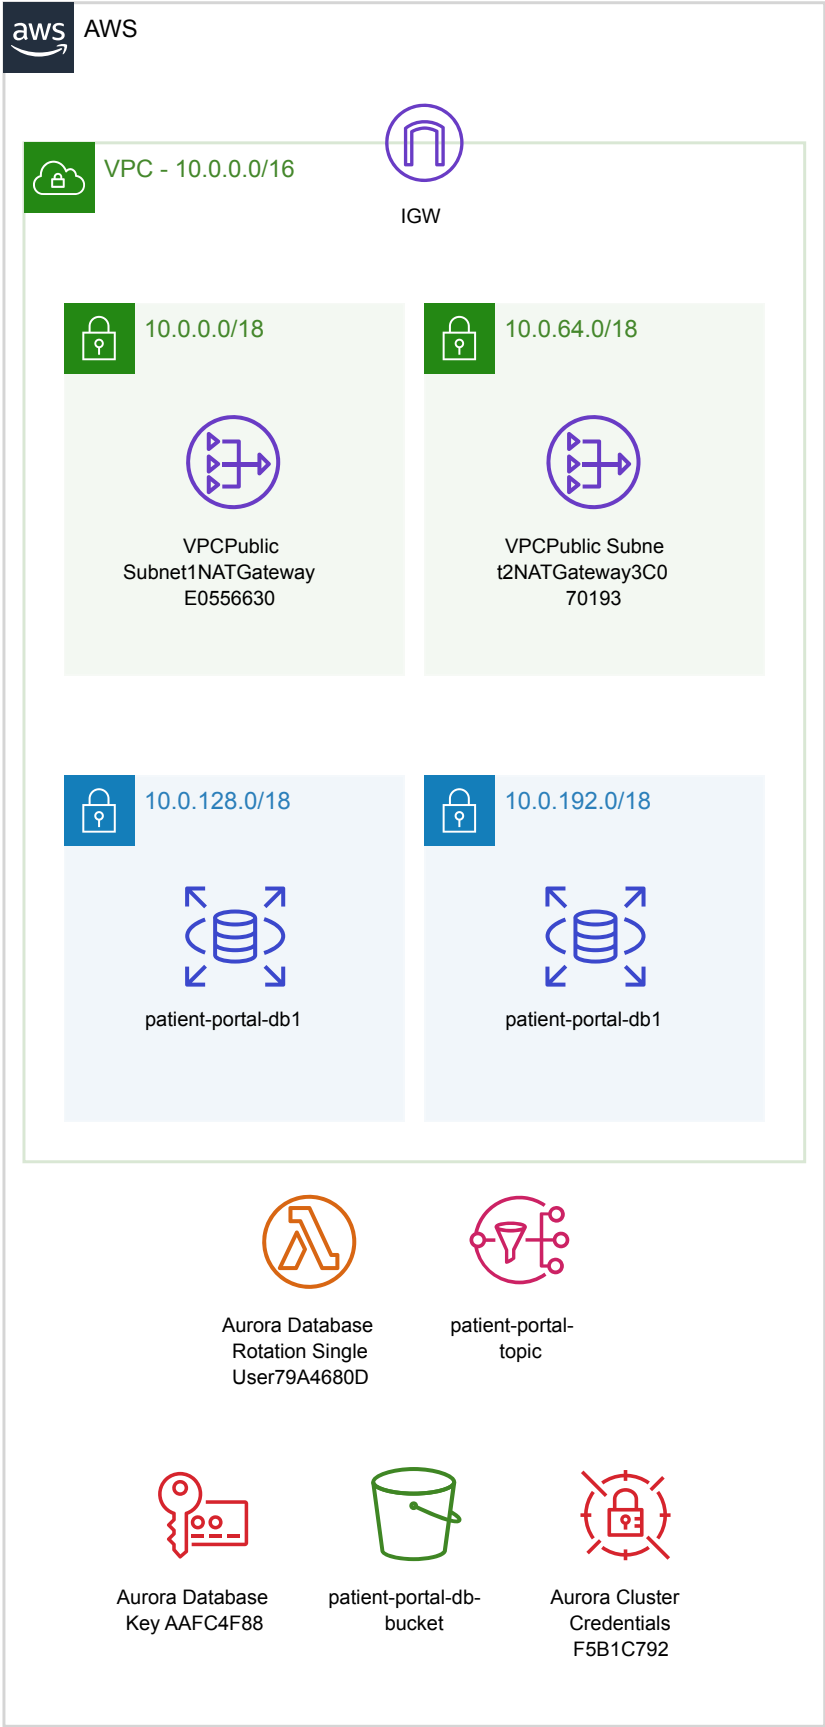 aws
AWS
VPC - 10.0.0.0/16
IGW
10.0.0.0/18
10.0.64.0/18
VPCPublic
Subnet1NATGateway
E0556630
VPCPublic Subne
t2NATGateway3C0
70193
10.0.128.0/18
10.0.192.0/18
patient-portal-db1
patient-portal-db1
Aurora Database
Rotation Single
User79A4680D
patient-portal-
topic
Aurora Database
Key AAFC4F88
patient-portal-db-
bucket
Aurora Cluster
Credentials
F5B1C792